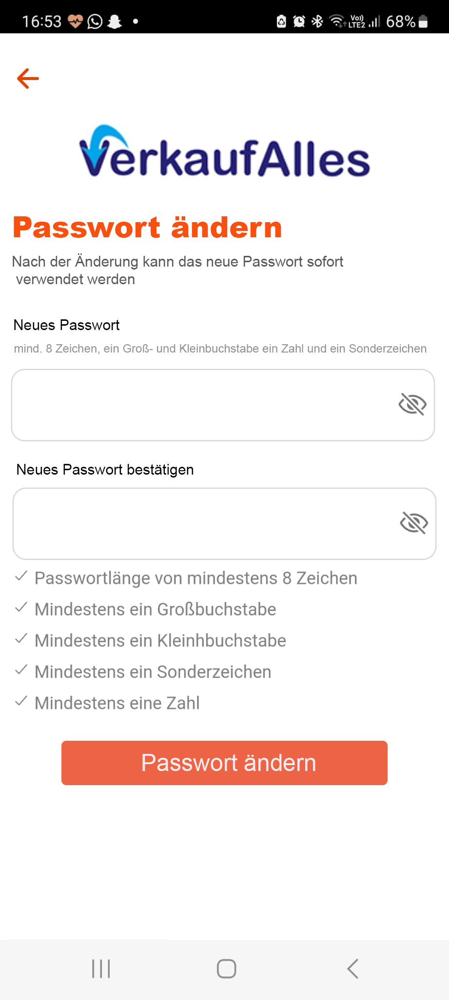 16:53 Vo)) LTE2 68%
VerkaufAlles
Passwort ändern
Nach der Änderung kann das neue Passwort sofort
verwendet werden
Neues Passwort
mind. 8 Zeichen, ein Groß- und Kleinbuchstabe ein Zahl und ein Sonderzeichen
Neues Passwort bestätigen
Passwortlänge von mindestens 8 Zeichen
Mindestens ein Großbuchstabe
Mindestens ein Kleinhbuchstabe
Mindestens ein Sonderzeichen
Mindestens eine Zahl
Passwort ändern